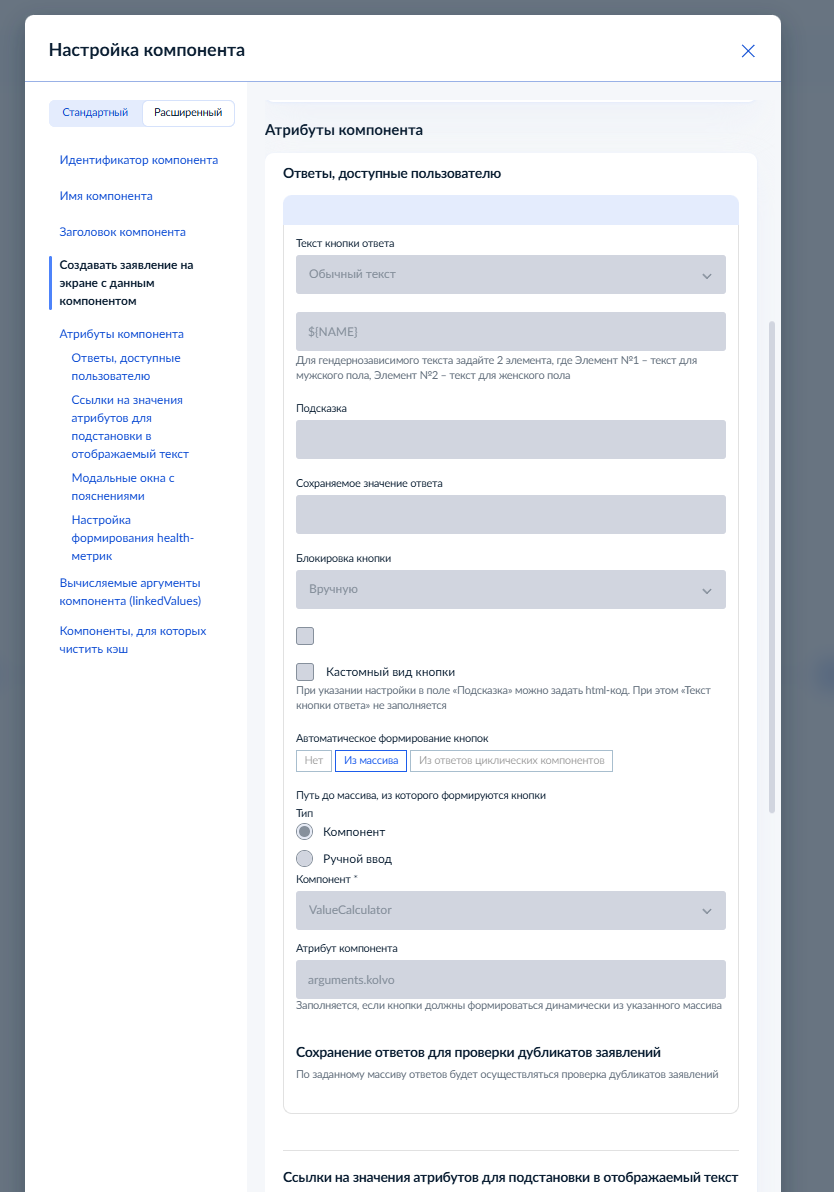 Настройка компонента
Стандартный
Расширенный
Идентификатор компонента
Имя компонента
Заголовок компонента
Создавать заявление на
экране с данным
компонентом
Атрибуты компонента
Ответы, доступные
пользователю
Ссылки на значения
атрибутов для
подстановки в
отображаемый текст
Модальные окна с
пояснениями
Настройка
формирования health-
метрик
Вычисляемые аргументы
компонента (linkedValues)
Компоненты, для которых
чистить кэш
Атрибуты компонента
Ответы, доступные пользователю
Текст кнопки ответа
Обычный текст
${NAME}
Для гендернозависимого текста задайте 2 элемента, где Элемент №1 – текст для
мужского пола, Элемент №2 – текст для женского пола
Подсказка
Сохраняемое значение ответа
Блокировка кнопки
Вручную
Кастомный вид кнопки
При указании настройки в поле «Подсказка» можно задать html-код. При этом «Текст
кнопки ответа» не заполняется
Автоматическое формирование кнопок
Нет
Из массива
Из ответов циклических компонентов
Путь до массива, из которого формируются кнопки
Тип
Компонент
Ручной ввод
Компонент *
ValueCalculator
Атрибут компонента
arguments.kolvo
Заполняется, если кнопки должны формироваться динамически из указанного массива
Сохранение ответов для проверки дубликатов заявлений
По заданному массиву ответов будет осуществляться проверка дубликатов заявлений
Ссылки на значения атрибутов для подстановки в отображаемый текст